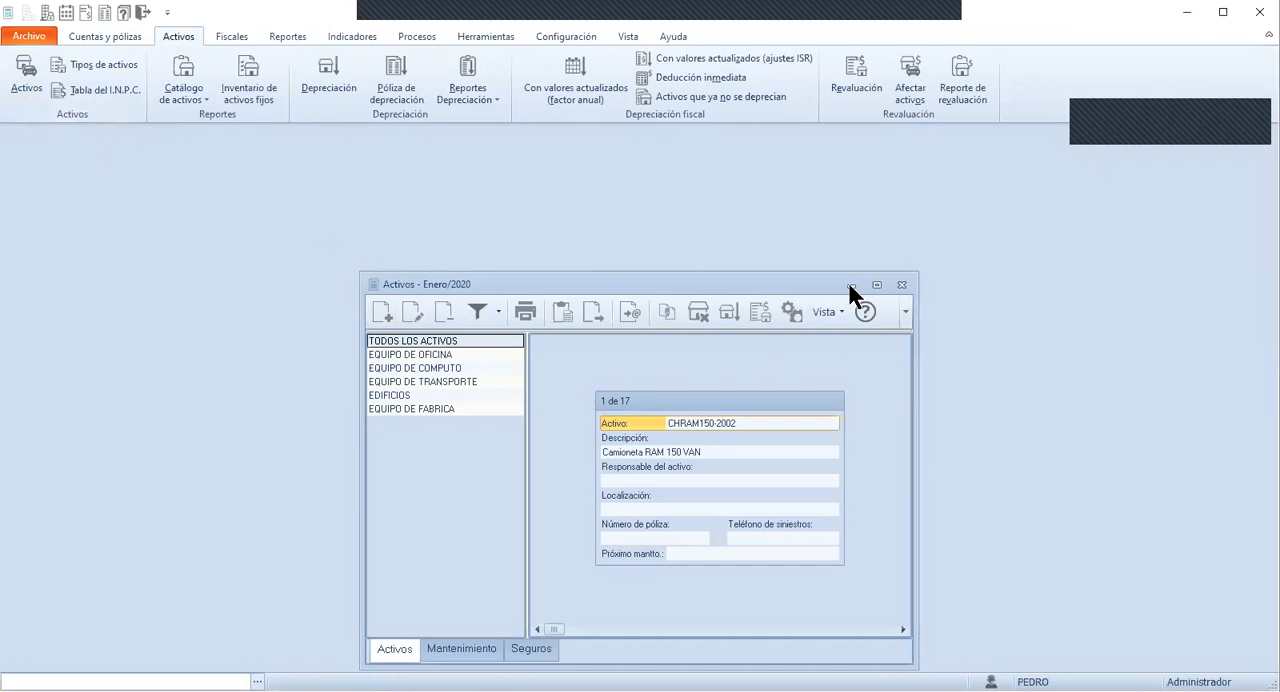 Archivo Cuentas y pólizas Activos Fiscales Reportes Indicadores Procesos Herramientas Configuración Vista Ayuda
Activos
Tipos de activos
Tabla del I.N.P.C.
Activos
Catálogo de activos
Inventario de activos fijos
Reportes
Depreciación
Póliza de depreciación
Reportes Depreciación
Depreciación
Con valores actualizados (factor anual)
Con valores actualizados (ajustes ISR)
Deducción inmediata
Activos que ya no se deprecian
Depreciación fiscal
Revaluación
Afectar activos
Reporte de revaluación
Revaluación
Activos - Enero/2020
Vista
TODOS LOS ACTIVOS
EQUIPO DE OFICINA
EQUIPO DE COMPUTO
EQUIPO DE TRANSPORTE
EDIFICIOS
EQUIPO DE FABRICA
1 de 17
Activo: CHRAM150-2002
Descripción:
Camioneta RAM 150 VAN
Responsable del activo:
Localización:
Número de póliza: Teléfono de siniestros:
Próximo mantto.:
Activos Mantenimiento Seguros
PEDRO Administrador